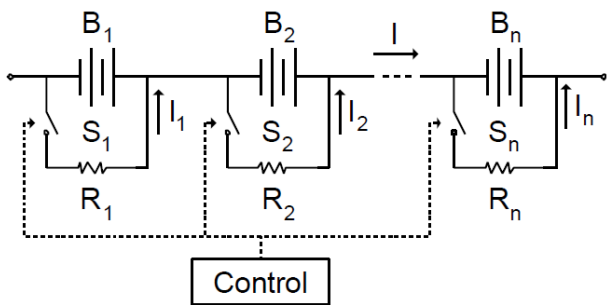 B₁ B₂ I Bₙ
S₁ I₁ S₂ I₂ Sₙ Iₙ
R₁ R₂ Rₙ
Control